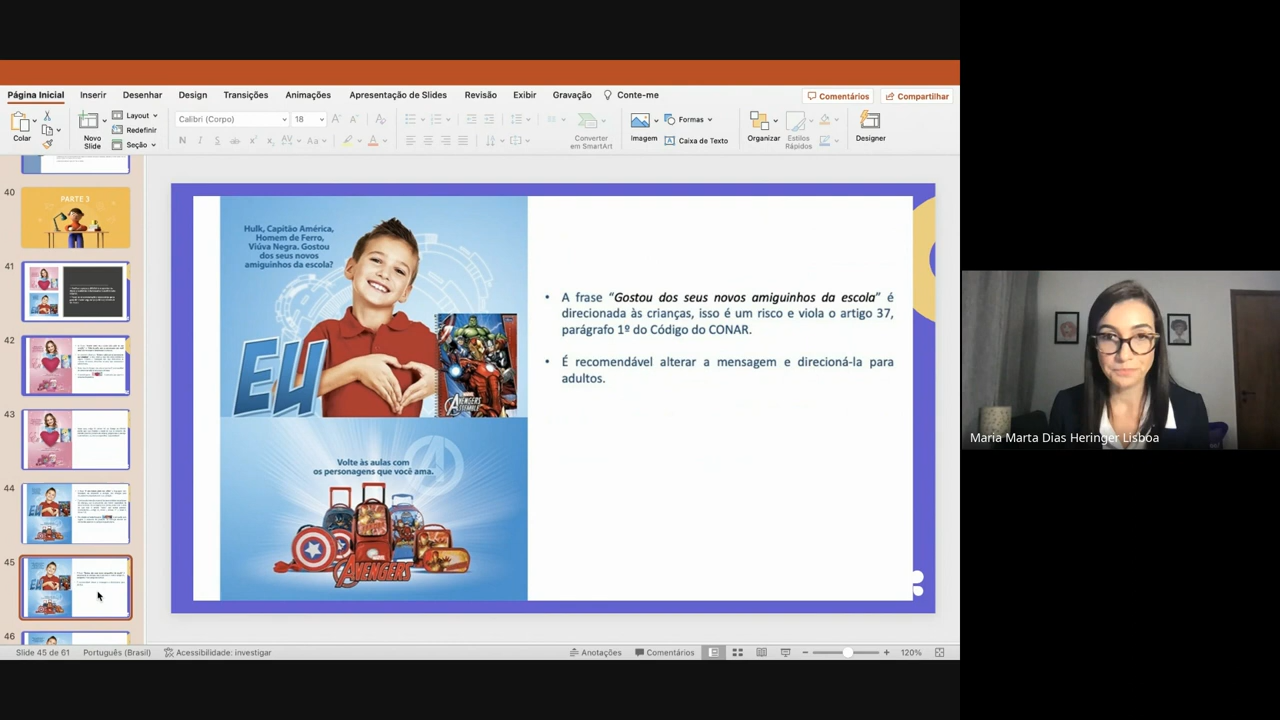 Página Inicial Inserir Desenhar Design Transições Animações Apresentação de Slides Revisão Exibir Gravação Conte-me Comentários Compartilhar
Colar
Novo
Slide
Layout
Redefinir
Seção
Calibri (Corpo) 18
Converter
em SmartArt
Imagem
Formas
Caixa de Texto
Organizar
Estilos
Rápidos
Designer
40
PARTE 3
41
42
43
44
45
46
Hulk, Capitão América,
Homem de Ferro,
Viúva Negra. Gostou
dos seus novos
amiguinhos da escola?
EU
MARVEL
AVENGERS
ASSEMBLE
Volte às aulas com
os personagens que você ama.
AVENGERS
• A frase “Gostou dos seus novos amiguinhos da escola” é
direcionada às crianças, isso é um risco e viola o artigo 37,
parágrafo 1º do Código do CONAR.
• É recomendável alterar a mensagem e direcioná-la para
adultos.
Maria Marta Dias Heringer Lisboa
Slide 45 de 61 Português (Brasil) Acessibilidade: investigar Anotações Comentários 120%